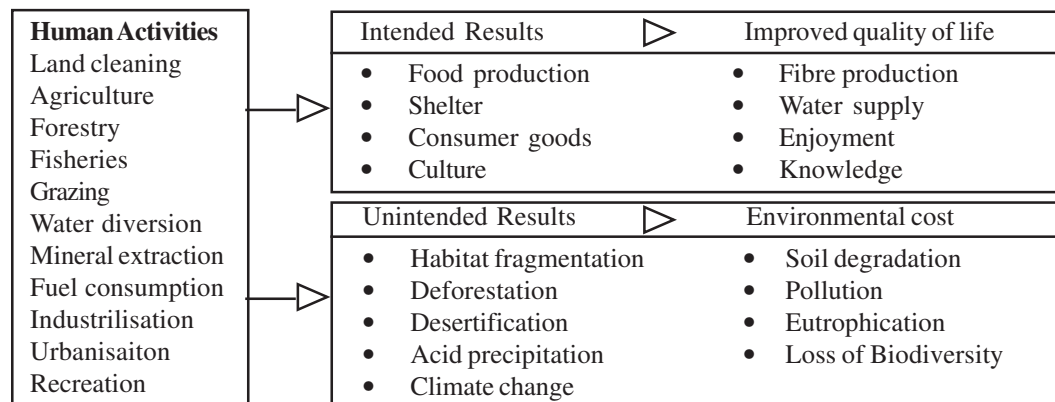 Human Activities
Land cleaning
Agriculture
Forestry
Fisheries
Grazing
Water diversion
Mineral extraction
Fuel consumption
Industrilisation
Urbanisaiton
Recreation
Intended Results Improved quality of life
• Food production • Fibre production
• Shelter • Water supply
• Consumer goods • Enjoyment
• Culture • Knowledge
Unintended Results Environmental cost
• Habitat fragmentation • Soil degradation
• Deforestation • Pollution
• Desertification • Eutrophication
• Acid precipitation • Loss of Biodiversity
• Climate change